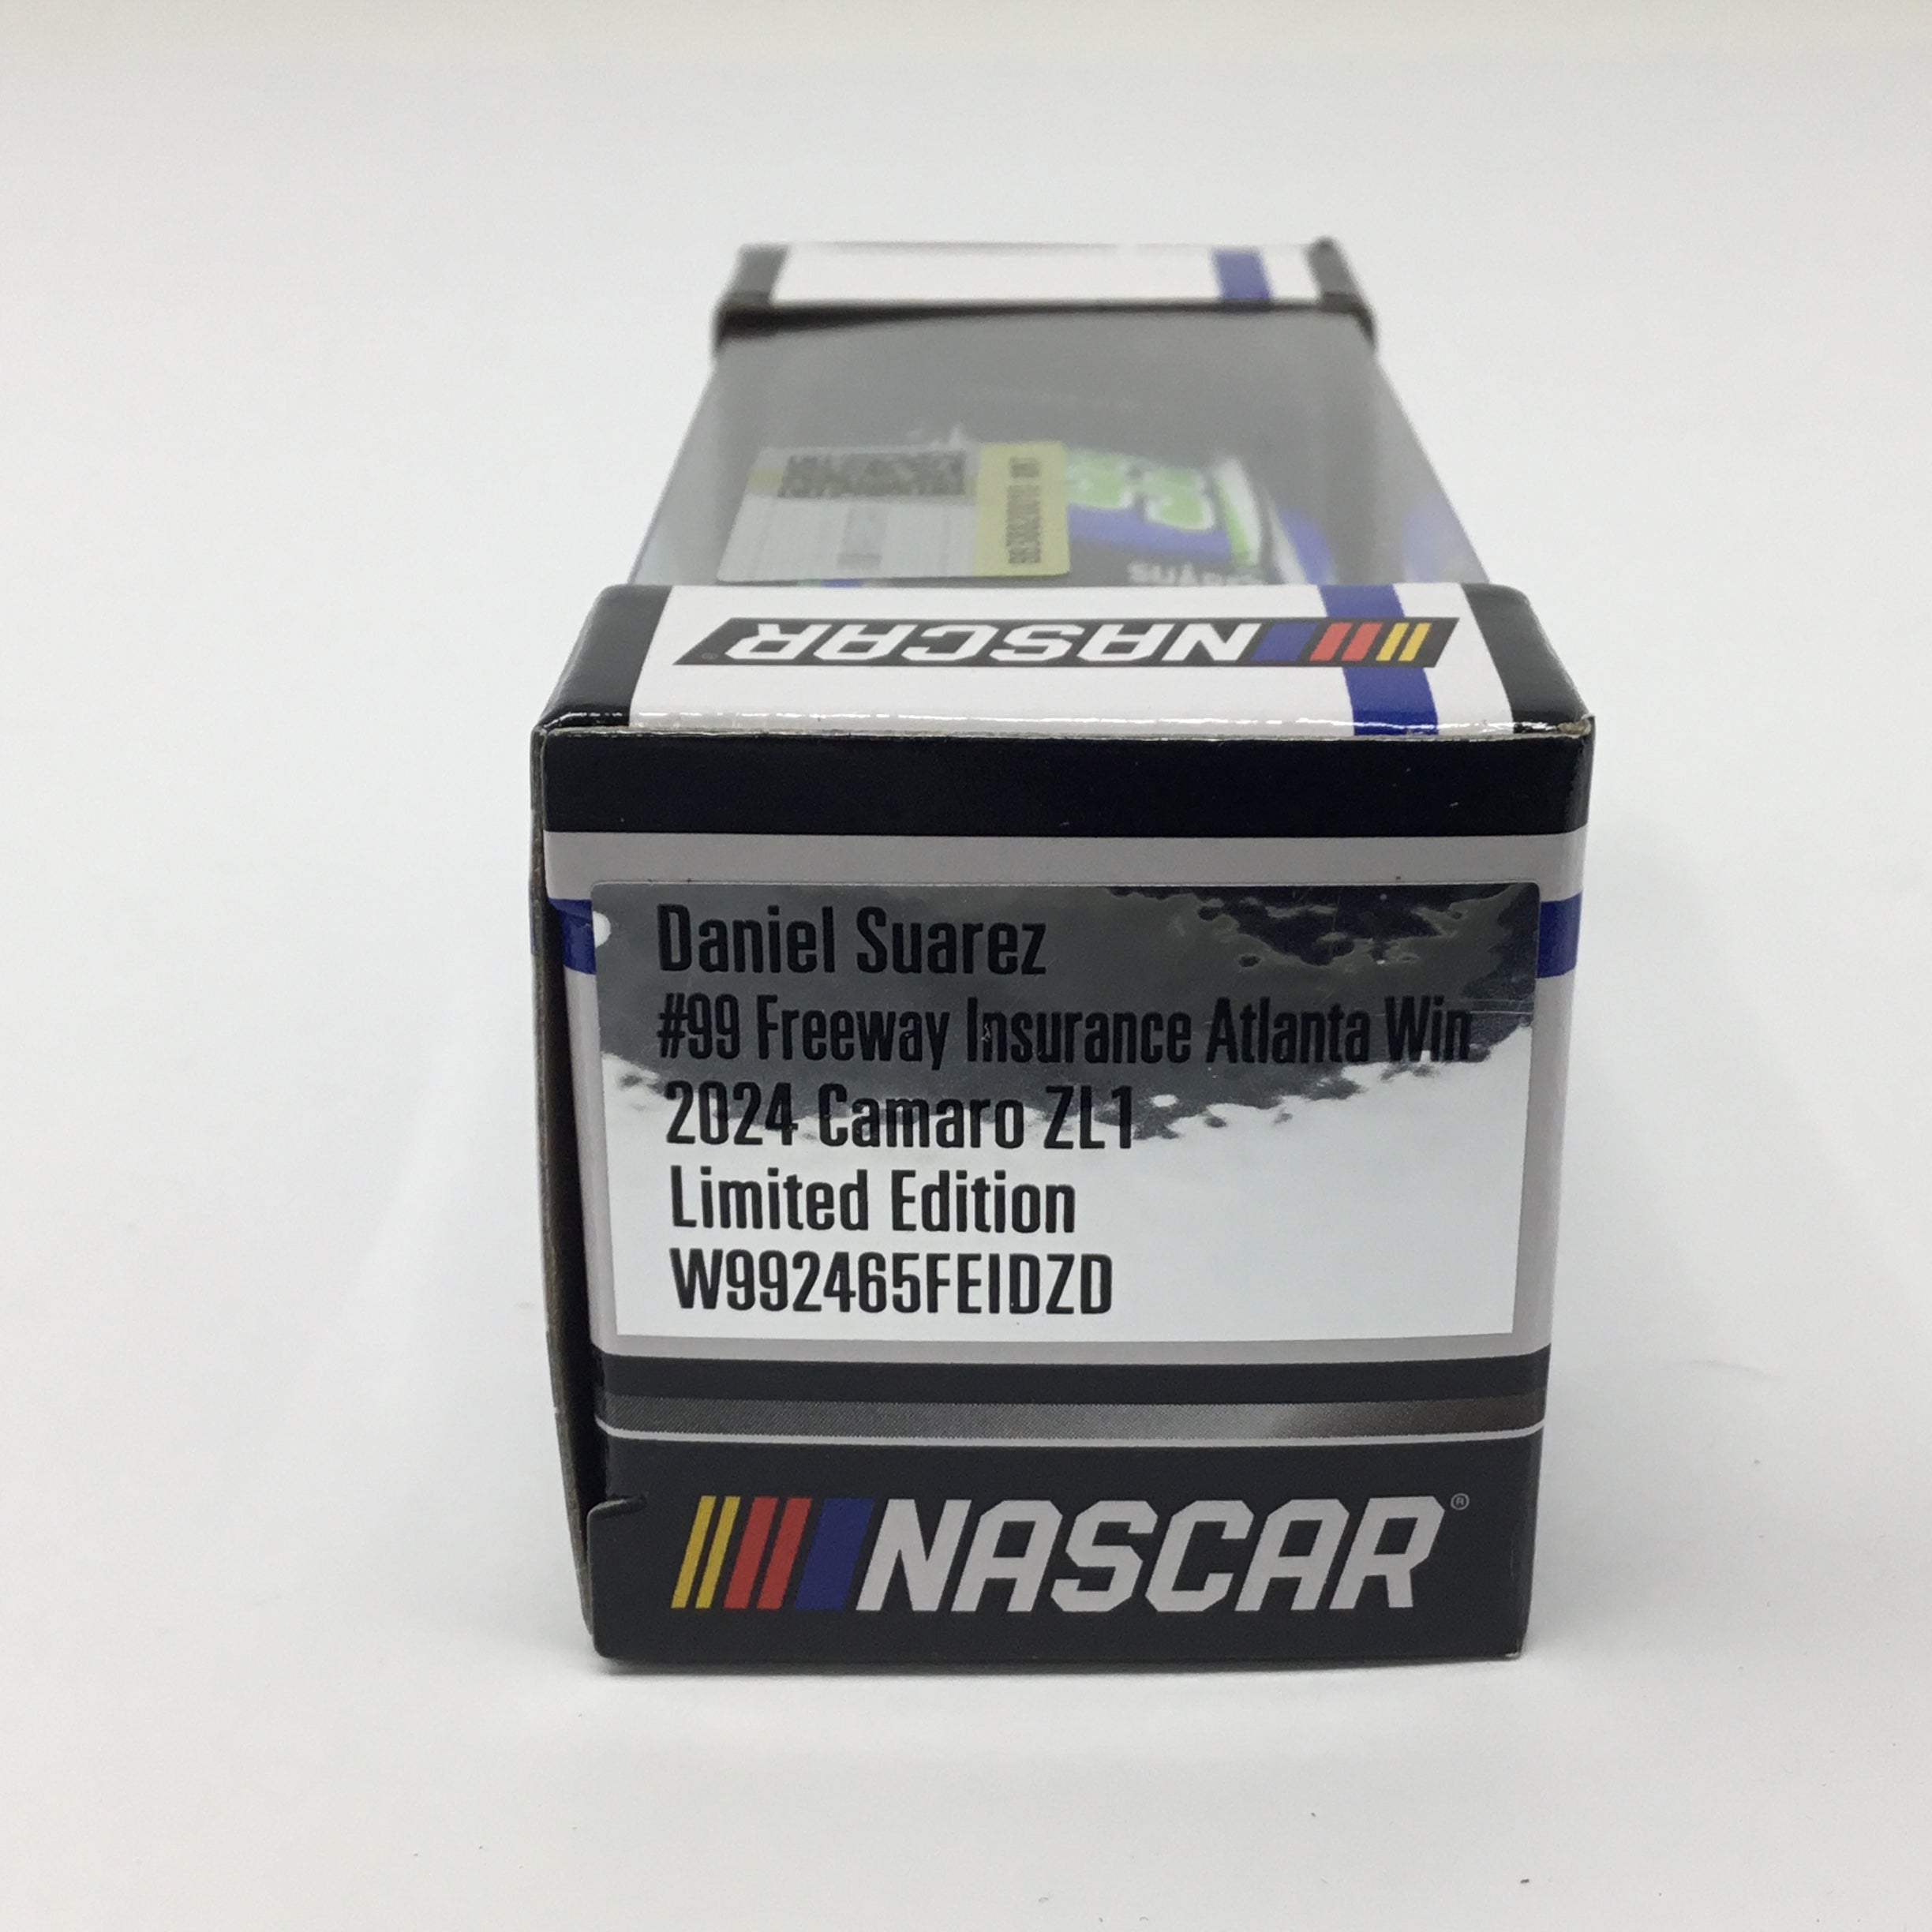 NASCAR
Daniel Suarez
#99 Freeway Insurance Atlanta Win
2024 Camaro ZL1
Limited Edition
W992465FEIDZD
NASCAR®